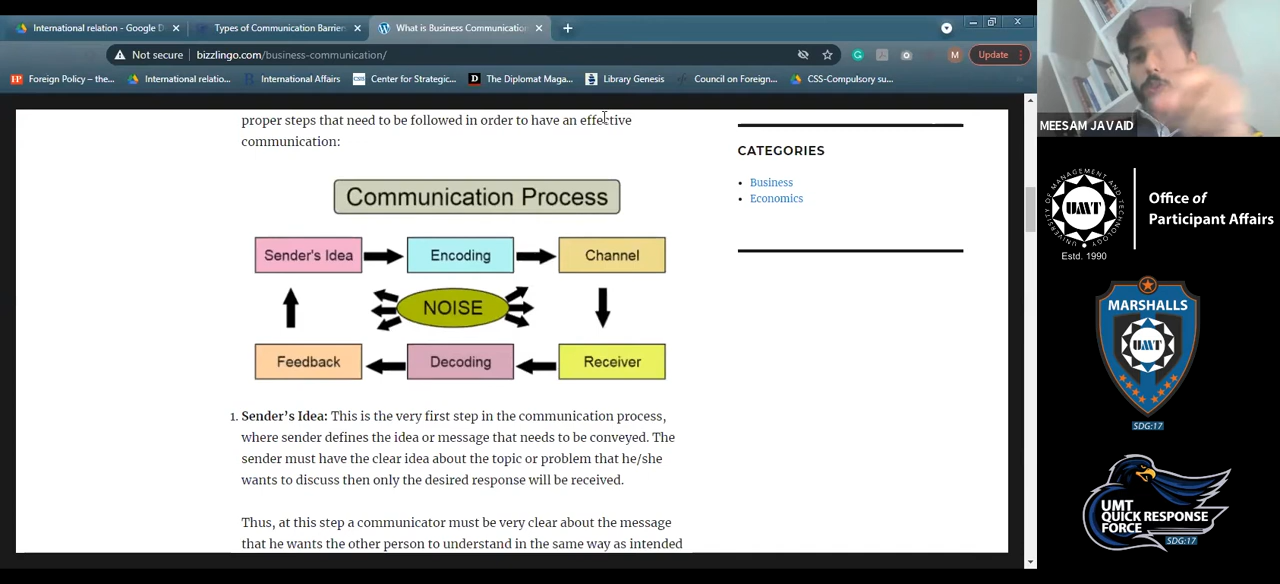 International relation - Google D
Types of Communication Barrier
What is Business Communication
Not secure
bizzlingo.com/business-communication/
M
Update
Foreign Policy – the...
International relatio...
International Affairs
Center for Strategic...
The Diplomat Maga...
Library Genesis
Council on Foreign...
CSS-Compulsory su...
proper steps that need to be followed in order to have an effective
communication:
Communication Process
Sender's Idea
Encoding
Channel
NOISE
Feedback
Decoding
Receiver
1. Sender’s Idea: This is the very first step in the communication process,
where sender defines the idea or message that needs to be conveyed. The
sender must have the clear idea about the topic or problem that he/she
wants to discuss then only the desired response will be received.
Thus, at this step a communicator must be very clear about the message
that he wants the other person to understand in the same way as intended
CATEGORIES
• Business
• Economics
MEESAM JAVAID
UNIVERSITY OF MANAGEMENT AND TECHNOLOGY
UMT
Estd. 1990
Office of
Participant Affairs
MARSHALLS
UMT
SDG:17
UMT
QUICK RESPONSE
FORCE
SDG:17